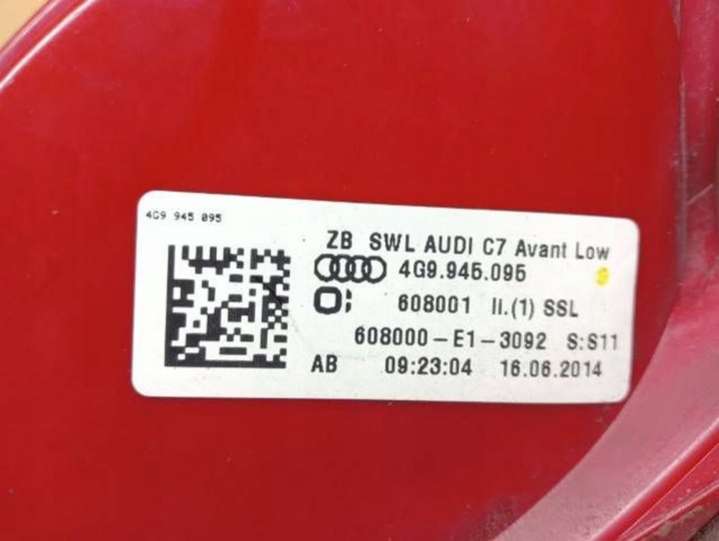 4G9 945 095
ZB SWL AUDI C7 Avant Low
4G9.945.095
608001 II.(1) SSL
608000-E1-3092 S:S11
AB 09:23:04 16.06.2014